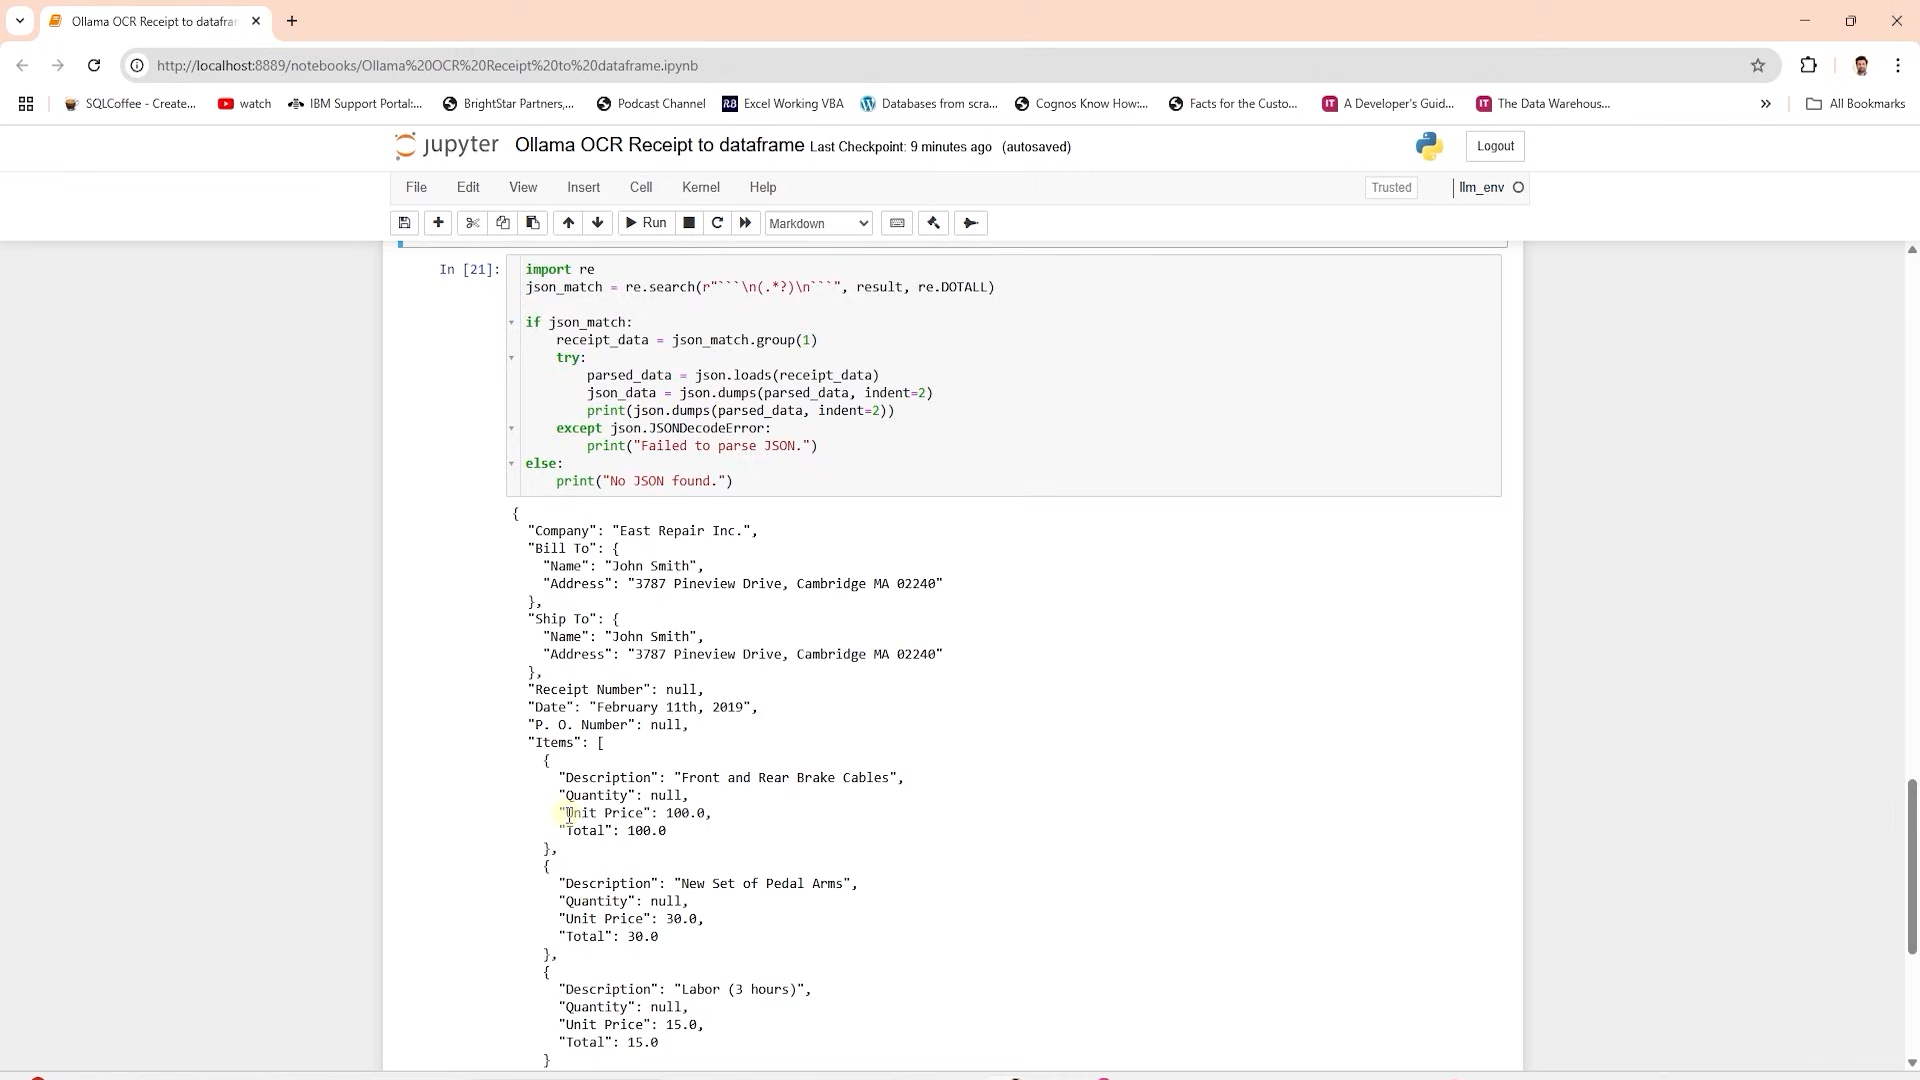 Ollama OCR Receipt to datafra
http://localhost:8889/notebooks/Ollama%20OCR%20Receipt%20to%20dataframe.ipynb
SQLCoffee - Create...
watch
IBM Support Portal:...
BrightStar Partners,...
Podcast Channel
Excel Working VBA
Databases from scra...
Cognos Know How:...
Facts for the Custo...
A Developer's Guid...
The Data Warehous...
All Bookmarks
jupyter Ollama OCR Receipt to dataframe Last Checkpoint: 9 minutes ago (autosaved)
Logout
File Edit View Insert Cell Kernel Help
Trusted
llm_env
Run
Markdown
In [21]:
import re
json_match = re.search(r"```\n(.*?)\n```", result, re.DOTALL)
if json_match:
receipt_data = json_match.group(1)
try:
parsed_data = json.loads(receipt_data)
json_data = json.dumps(parsed_data, indent=2)
print(json.dumps(parsed_data, indent=2))
except json.JSONDecodeError:
print("Failed to parse JSON.")
else:
print("No JSON found.")
{
"Company": "East Repair Inc.",
"Bill To": {
"Name": "John Smith",
"Address": "3787 Pineview Drive, Cambridge MA 02240"
},
"Ship To": {
"Name": "John Smith",
"Address": "3787 Pineview Drive, Cambridge MA 02240"
},
"Receipt Number": null,
"Date": "February 11th, 2019",
"P. O. Number": null,
"Items": [
{
"Description": "Front and Rear Brake Cables",
"Quantity": null,
"Unit Price": 100.0,
"Total": 100.0
},
{
"Description": "New Set of Pedal Arms",
"Quantity": null,
"Unit Price": 30.0,
"Total": 30.0
},
{
"Description": "Labor (3 hours)",
"Quantity": null,
"Unit Price": 15.0,
"Total": 15.0
}